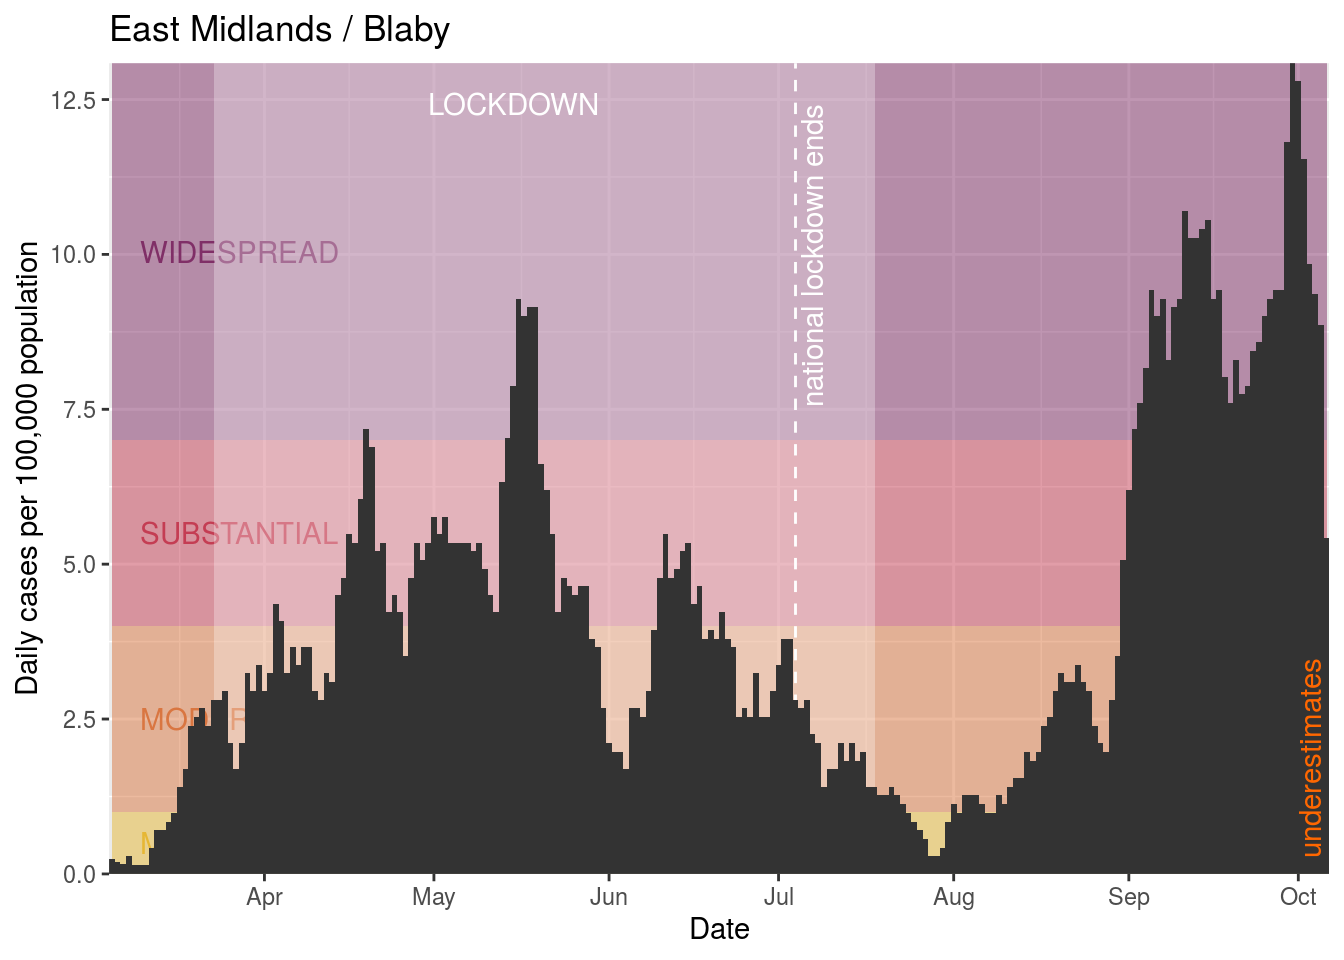 East Midlands / Blaby
Daily cases per 100,000 population
12.5
10.0
7.5
5.0
2.5
0.0
LOCKDOWN
national lockdown ends
WIDESPREAD
SUBSTANTIAL
underestimates
Apr
May
Jun
Jul
Aug
Sep
Oct
Date